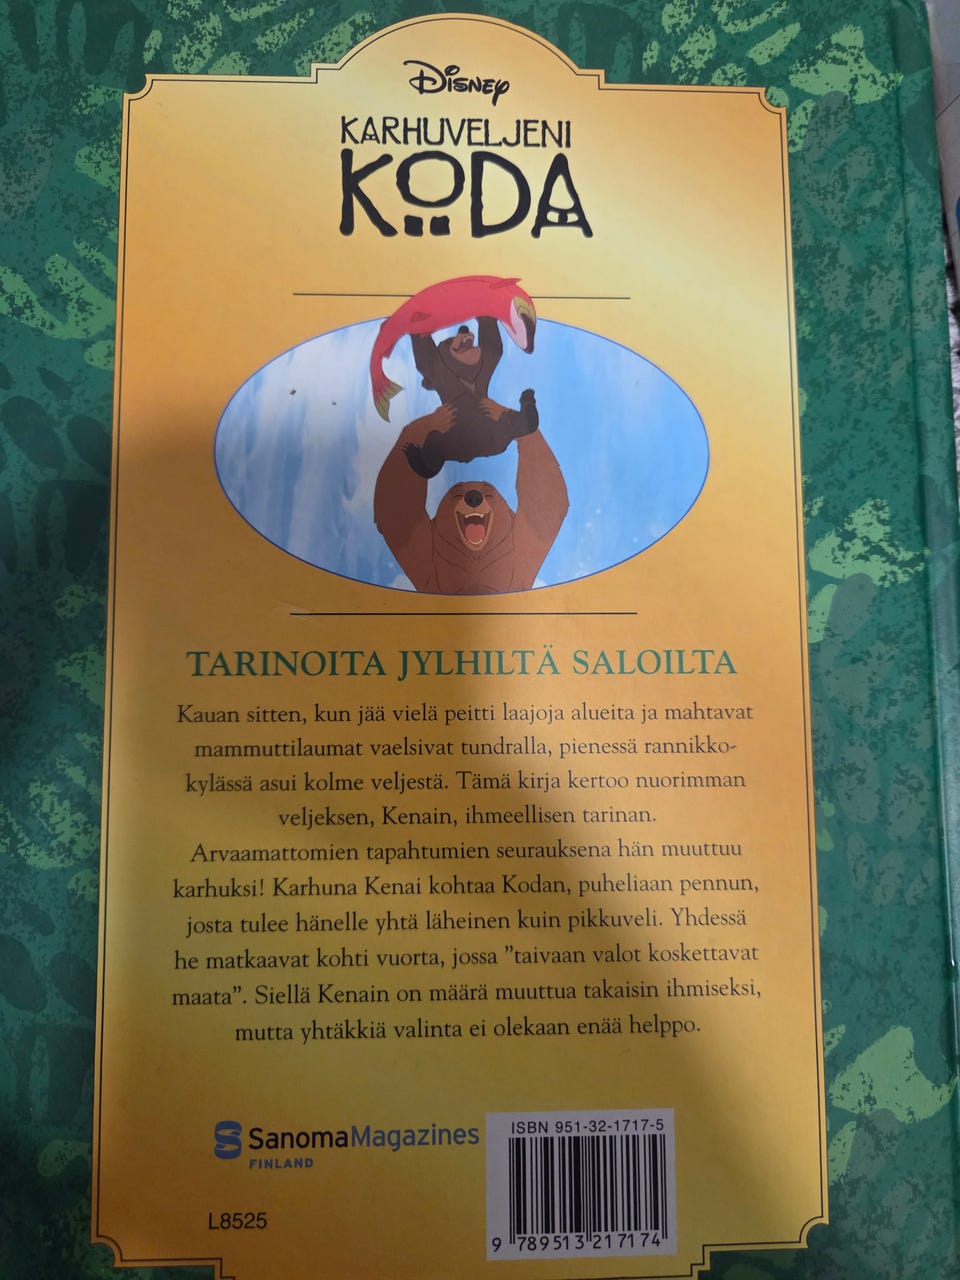 Disney
KARHUVELJENI
KODA
TARINOITA JYLHILTÄ SALOILTA
Kauan sitten, kun jää vielä peitti laajoja alueita ja mahtavat
mammuttilaumat vaelsivat tundralla, pienessä rannikko-
kylässä asui kolme veljestä. Tämä kirja kertoo nuorimman
veljeksen, Kenain, ihmeellisen tarinan.
Arvaamattomien tapahtumien seurauksena hän muuttuu
karhuksi! Karhuna Kenai kohtaa Kodan, puheliaan pennun,
josta tulee hänelle yhtä läheinen kuin pikkuveli. Yhdessä
he matkaavat kohti vuorta, jossa ”taivaan valot koskettavat
maata”. Siellä Kenain on määrä muuttua takaisin ihmiseksi,
mutta yhtäkkiä valinta ei olekaan enää helppo.
SanomaMagazines
FINLAND
L8525
ISBN 951-32-1717-5
9 789513 217174